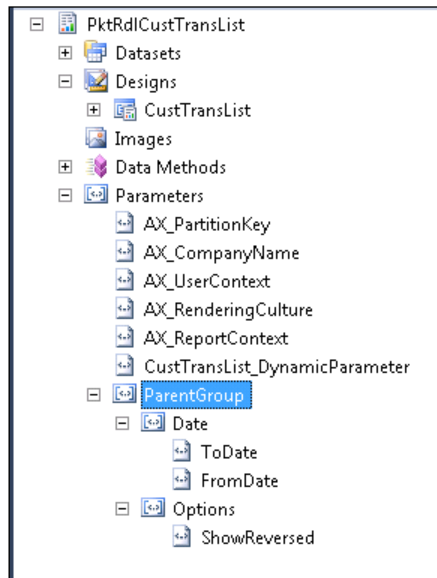 PktRdlCustTransList
Datasets
Designs
CustTransList
Images
Data Methods
Parameters
AX_PartitionKey
AX_CompanyName
AX_UserContext
AX_RenderingCulture
AX_ReportContext
CustTransList_DynamicParameter
ParentGroup
Date
ToDate
FromDate
Options
ShowReversed